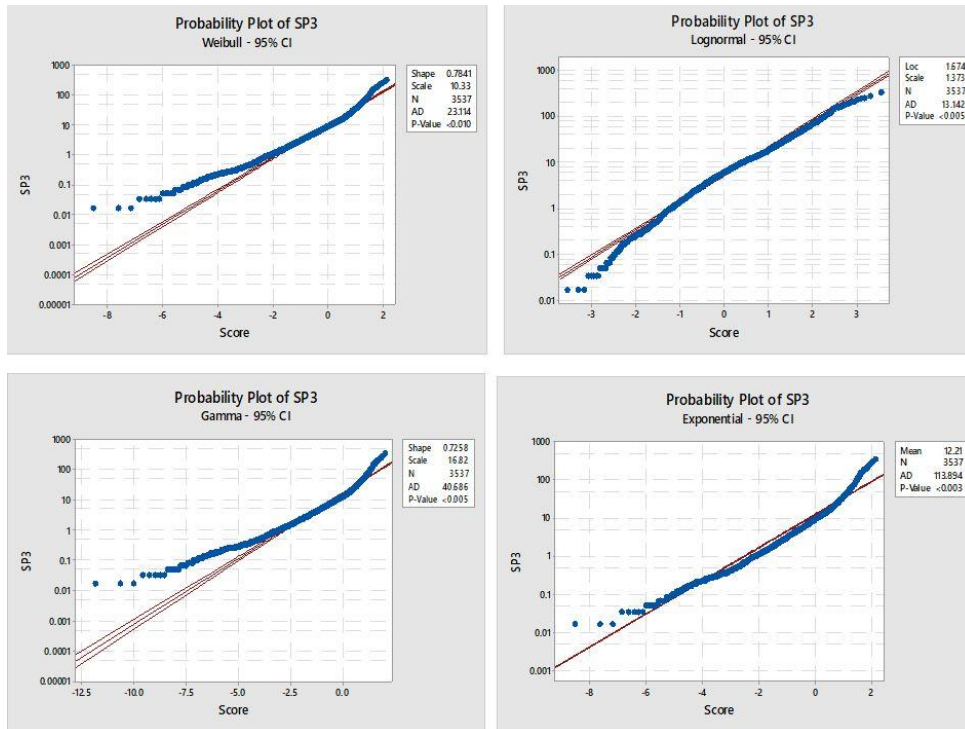 Probability Plot of SP3
Weibull - 95% CI
1000
100
10
1
0.1
0.01
0.001
0.0001
0.00001
SP3
-8
-6
-4
-2
0
2
Score
Shape 0.7841
Scale 10.33
N 3537
AD 23.114
P-Value <0.010
Probability Plot of SP3
Lognormal - 95% CI
1000
100
10
1
0.1
0.01
SP3
-3
-2
-1
0
1
2
3
Score
Loc 1.674
Scale 1.373
N 3537
AD 13.142
P-Value <0.005
Probability Plot of SP3
Gamma - 95% CI
1000
100
10
1
0.1
0.01
0.001
0.0001
0.00001
SP3
-12.5
-10.0
-7.5
-5.0
-2.5
0.0
Score
Shape 0.7258
Scale 16.82
N 3537
AD 40.686
P-Value <0.005
Probability Plot of SP3
Exponential - 95% CI
1000
100
10
1
0.1
0.01
0.001
SP3
-8
-6
-4
-2
0
2
Score
Mean 12.21
N 3537
AD 113.894
P-Value <0.003